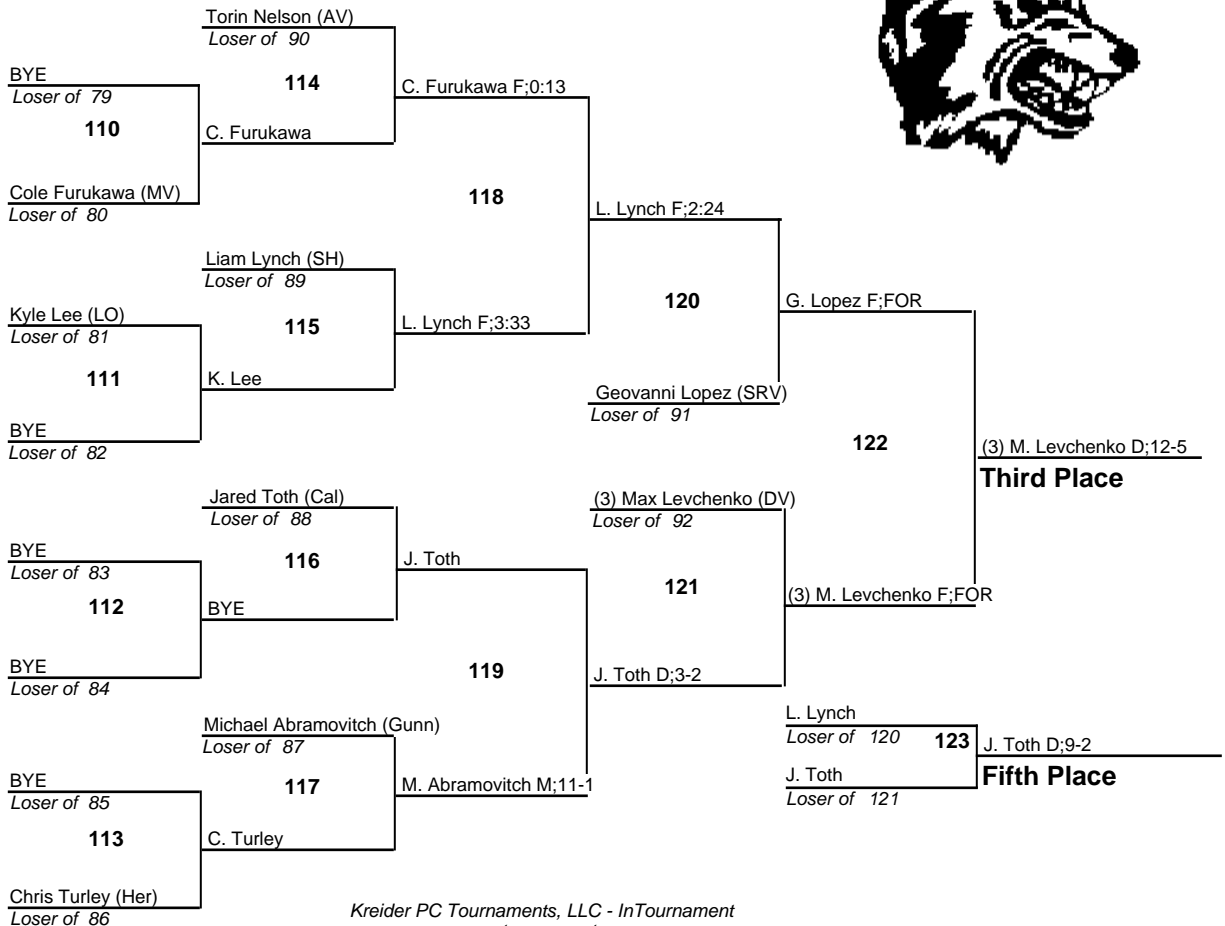 Torin Nelson (AV)
Loser of 90
BYE
Loser of 79
114
C. Furukawa F;0:13
110
C. Furukawa
Cole Furukawa (MV)
Loser of 80
118
L. Lynch F;2:24
Liam Lynch (SH)
Loser of 89
Kyle Lee (LO)
Loser of 81
115
L. Lynch F;3:33
120
G. Lopez F;FOR
111
K. Lee
Geovanni Lopez (SRV)
Loser of 91
BYE
Loser of 82
122
(3) M. Levchenko D;12-5
Third Place
Jared Toth (Cal)
Loser of 88
(3) Max Levchenko (DV)
Loser of 92
BYE
Loser of 83
116
J. Toth
121
(3) M. Levchenko F;FOR
112
BYE
BYE
Loser of 84
119
J. Toth D;3-2
Michael Abramovitch (Gunn)
Loser of 87
L. Lynch
Loser of 120
123
J. Toth D;9-2
Fifth Place
J. Toth
Loser of 121
BYE
Loser of 85
117
M. Abramovitch M;11-1
113
C. Turley
Chris Turley (Her)
Loser of 86
Kreider PC Tournaments, LLC - InTournament